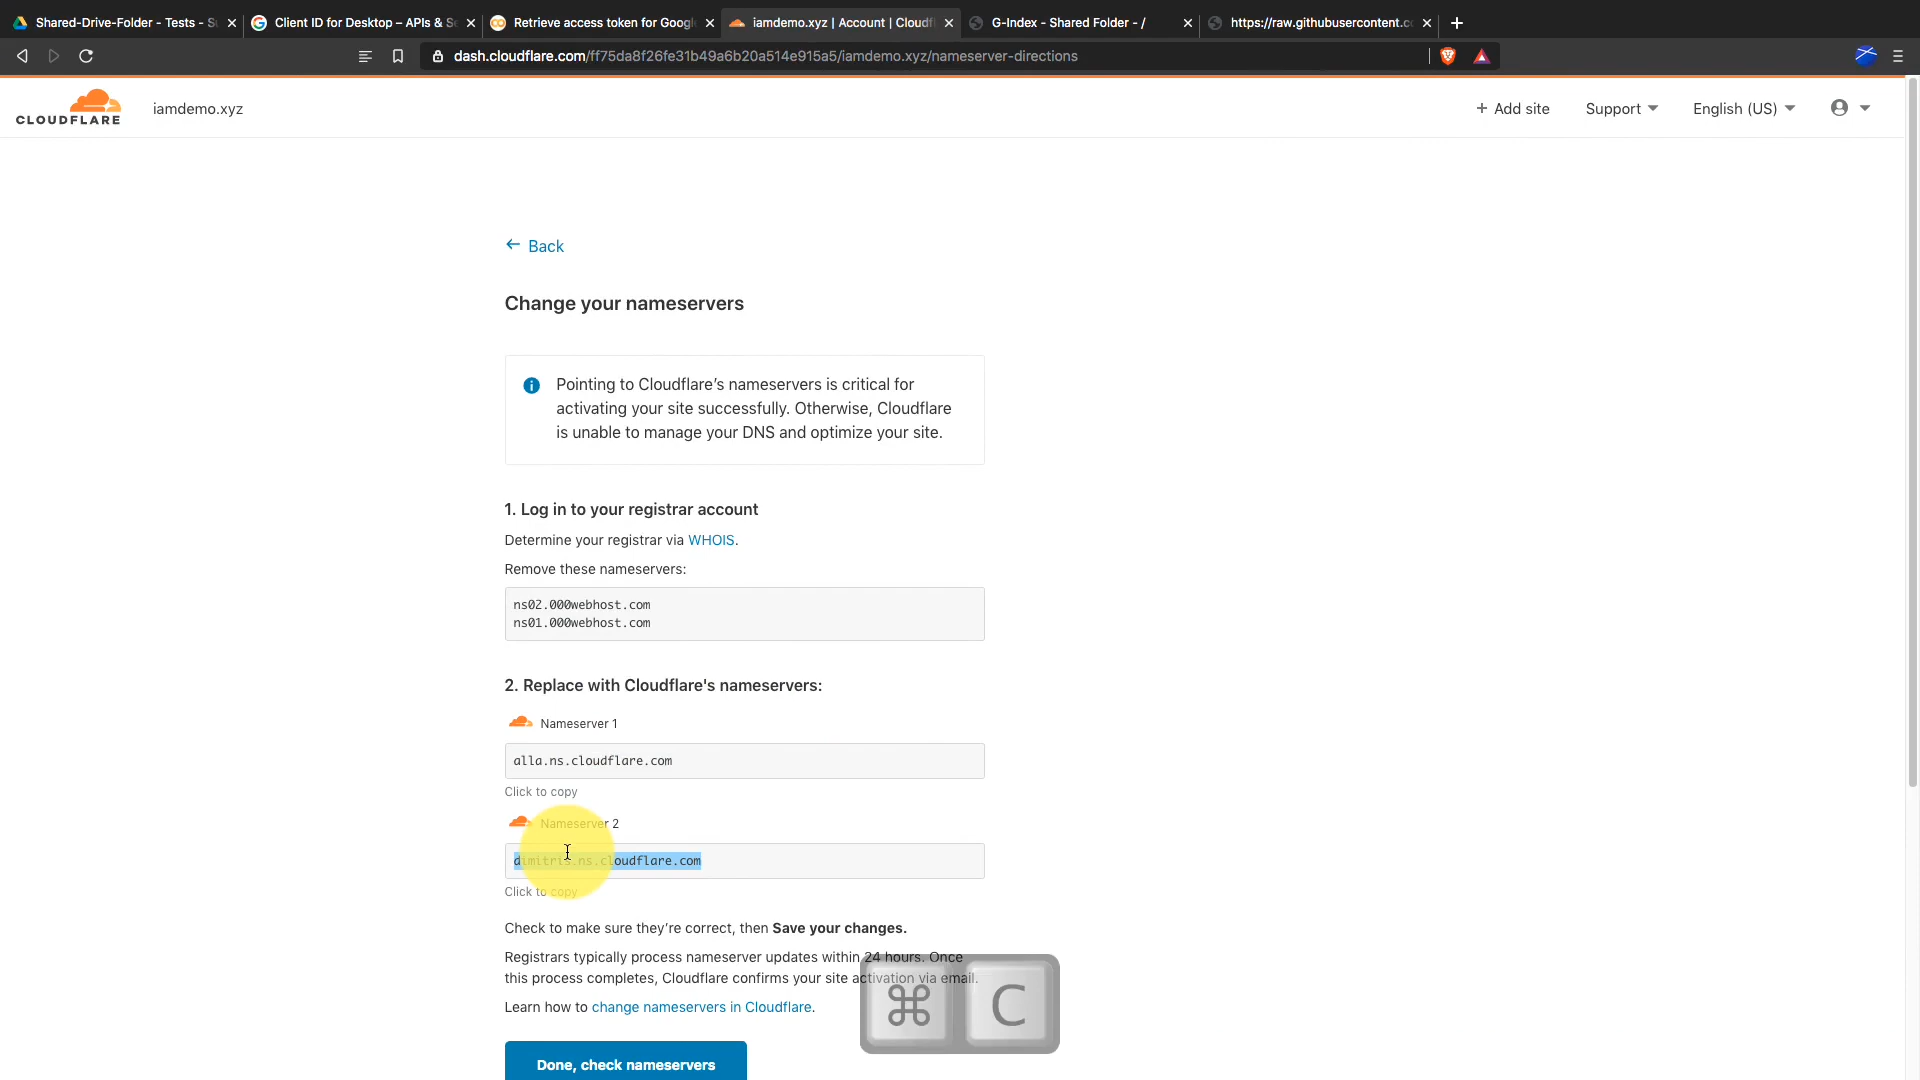 Shared-Drive-Folder - Tests - Su
Client ID for Desktop – APIs & Se
Retrieve access token for Googl
iamdemo.xyz | Account | Cloudfl
G-Index - Shared Folder - /
https://raw.githubusercontent.c
dash.cloudflare.com/ff75da8f26fe31b49a6b20a514e915a5/iamdemo.xyz/nameserver-directions
CLOUDFLARE
iamdemo.xyz
+ Add site
Support
English (US)
← Back
Change your nameservers
Pointing to Cloudflare’s nameservers is critical for
activating your site successfully. Otherwise, Cloudflare
is unable to manage your DNS and optimize your site.
1. Log in to your registrar account
Determine your registrar via WHOIS.
Remove these nameservers:
ns02.000webhost.com
ns01.000webhost.com
2. Replace with Cloudflare's nameservers:
Nameserver 1
alla.ns.cloudflare.com
Click to copy
Nameserver 2
dimitris.ns.cloudflare.com
Click to copy
Check to make sure they’re correct, then Save your changes.
Registrars typically process nameserver updates within 24 hours. Once
this process completes, Cloudflare confirms your site activation via email.
Learn how to change nameservers in Cloudflare.
⌘ C
Done, check nameservers